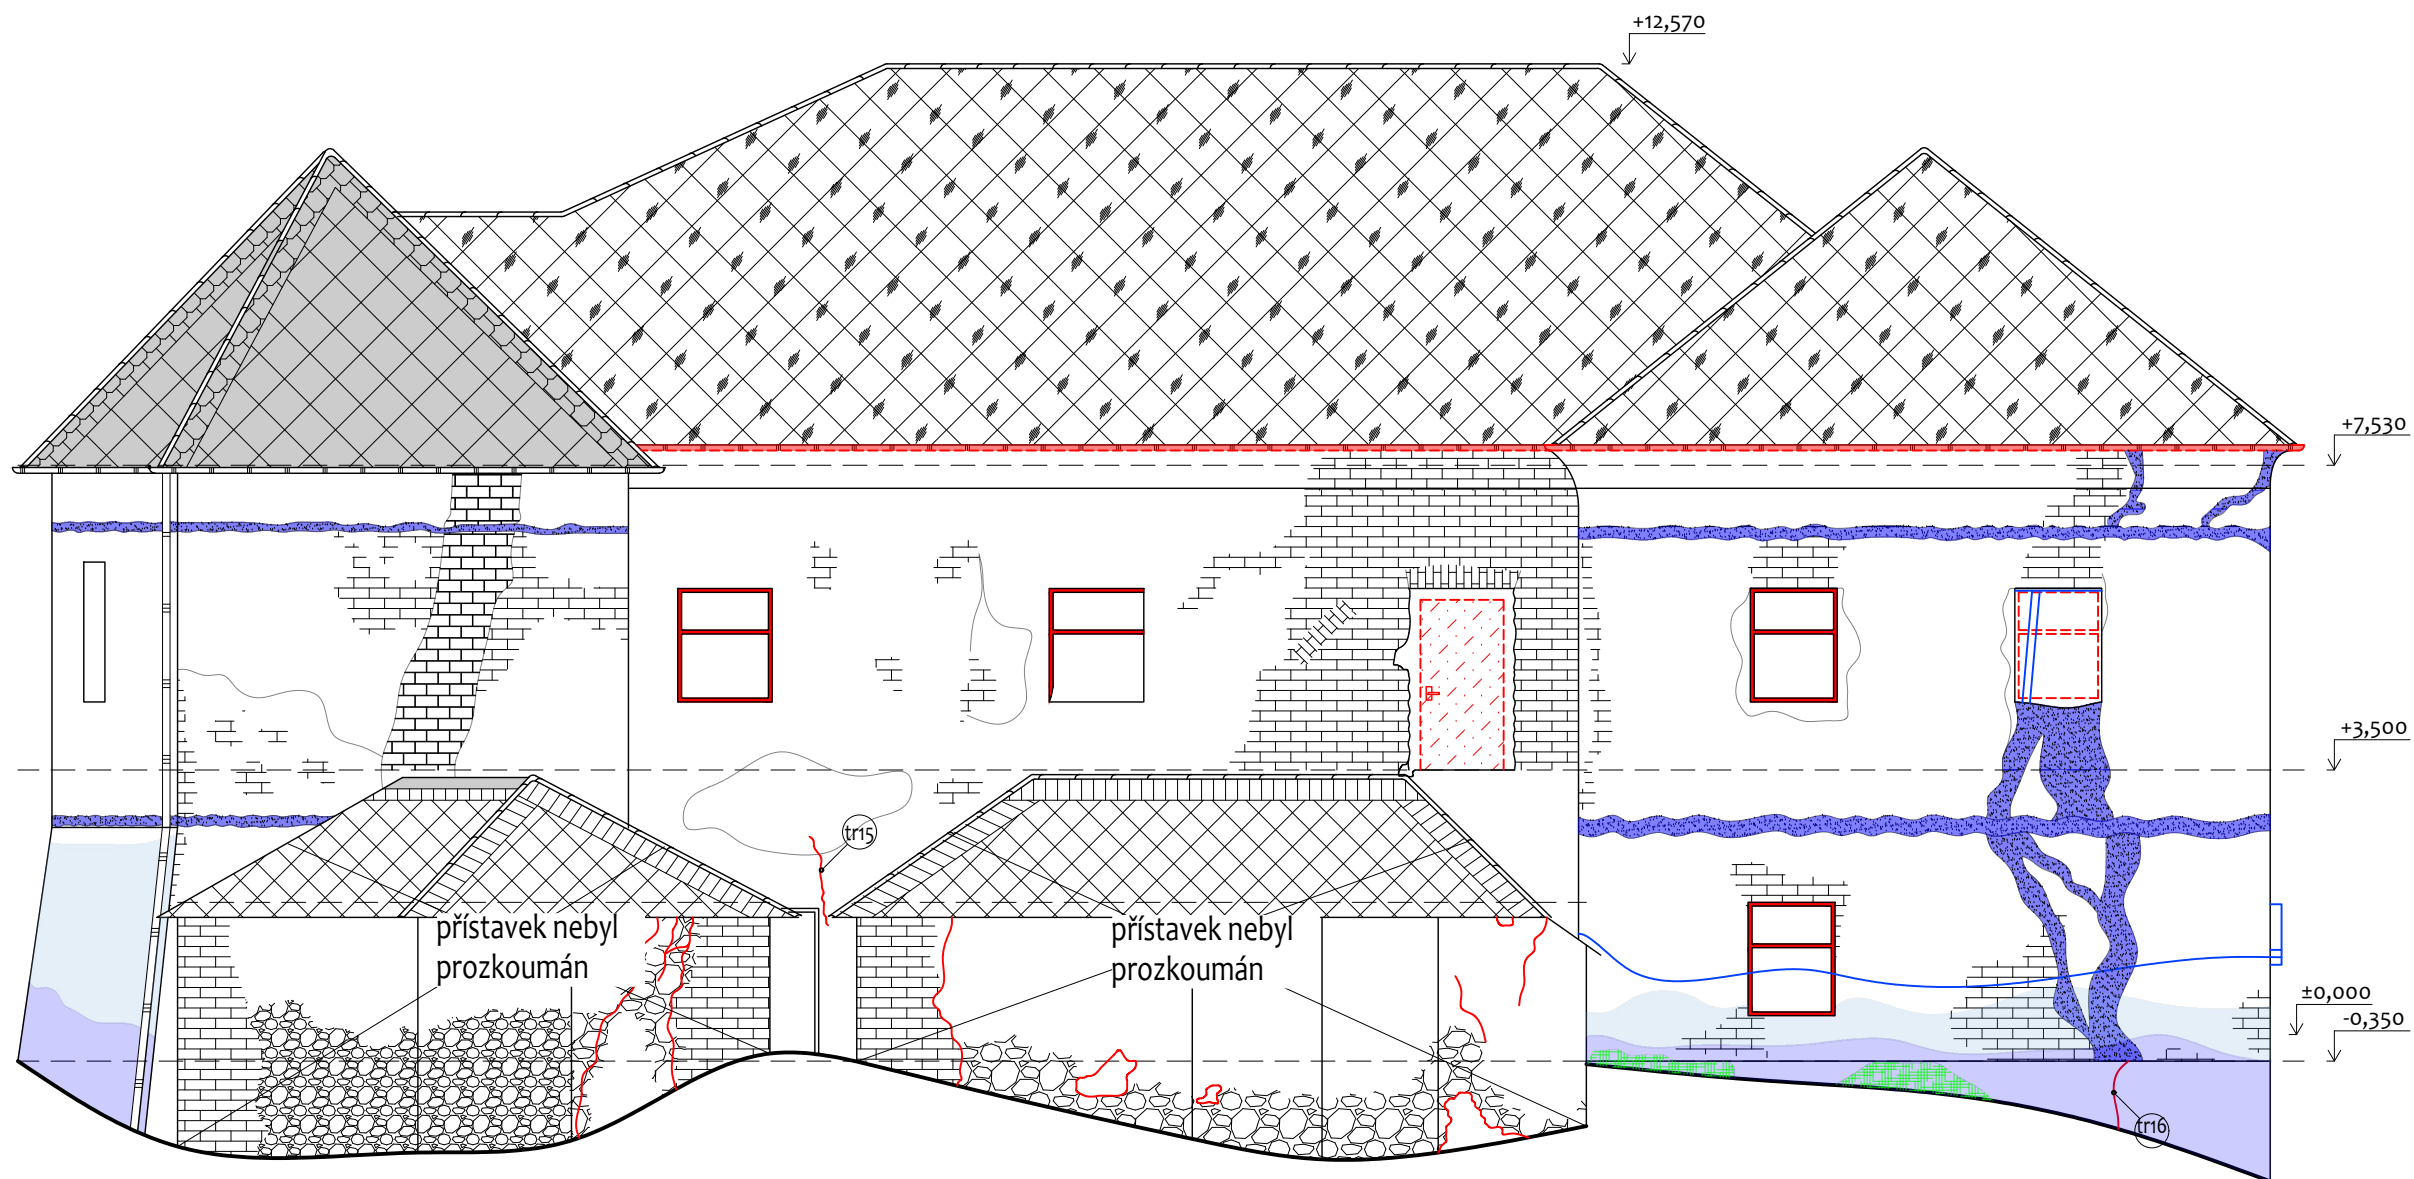 +12,570
+7,530
+3,500
tr15
přístavek nebyl
prozkoumán
přístavek nebyl
prozkoumán
±0,000
-0,350
tr16